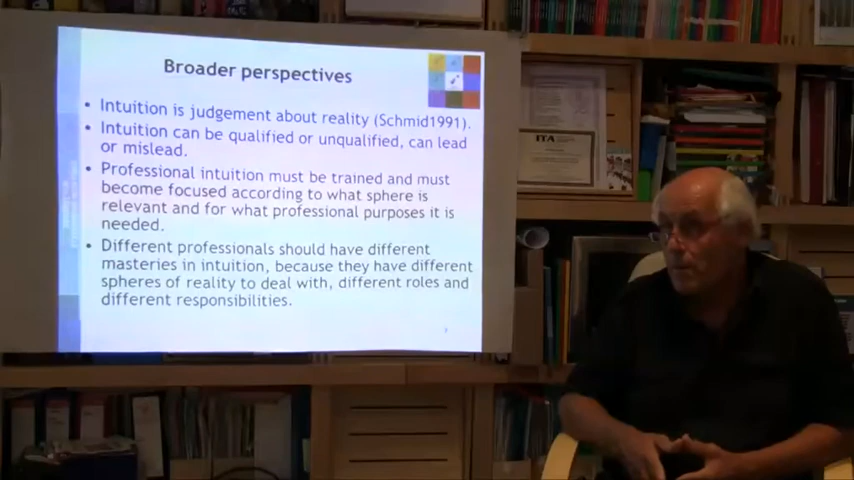 Broader perspectives
• Intuition is judgement about reality (Schmid1991).
• Intuition can be qualified or unqualified, can lead
or mislead.
• Professional intuition must be trained and must
become focused according to what sphere is
relevant and for what professional purposes it is
needed.
• Different professionals should have different
masteries in intuition, because they have different
spheres of reality to deal with, different roles and
different responsibilities.
ITA